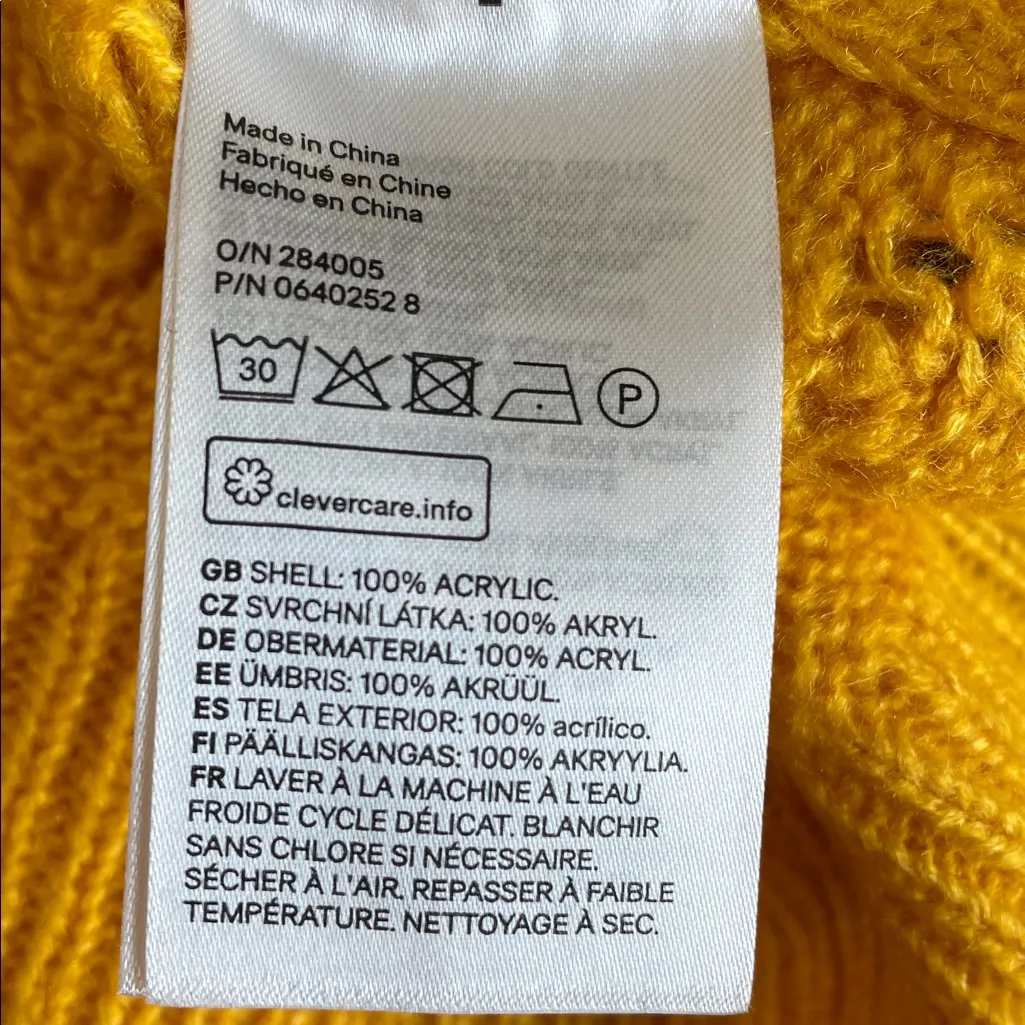 Made in China
Fabriqué en Chine
Hecho en China
O/N 284005
P/N 0640252 8
30
P
clevercare.info
GB SHELL: 100% ACRYLIC.
CZ SVRCHNÍ LÁTKA: 100% AKRYL.
DE OBERMATERIAL: 100% ACRYL.
EE ÜMBRIS: 100% AKRÜÜL.
ES TELA EXTERIOR: 100% acrílico.
FI PÄÄLLISKANGAS: 100% AKRYYLIA.
FR LAVER À LA MACHINE À L'EAU
FROIDE CYCLE DÉLICAT. BLANCHIR
SANS CHLORE SI NÉCESSAIRE.
SÉCHER À L'AIR. REPASSER À FAIBLE
TEMPÉRATURE. NETTOYAGE À SEC.